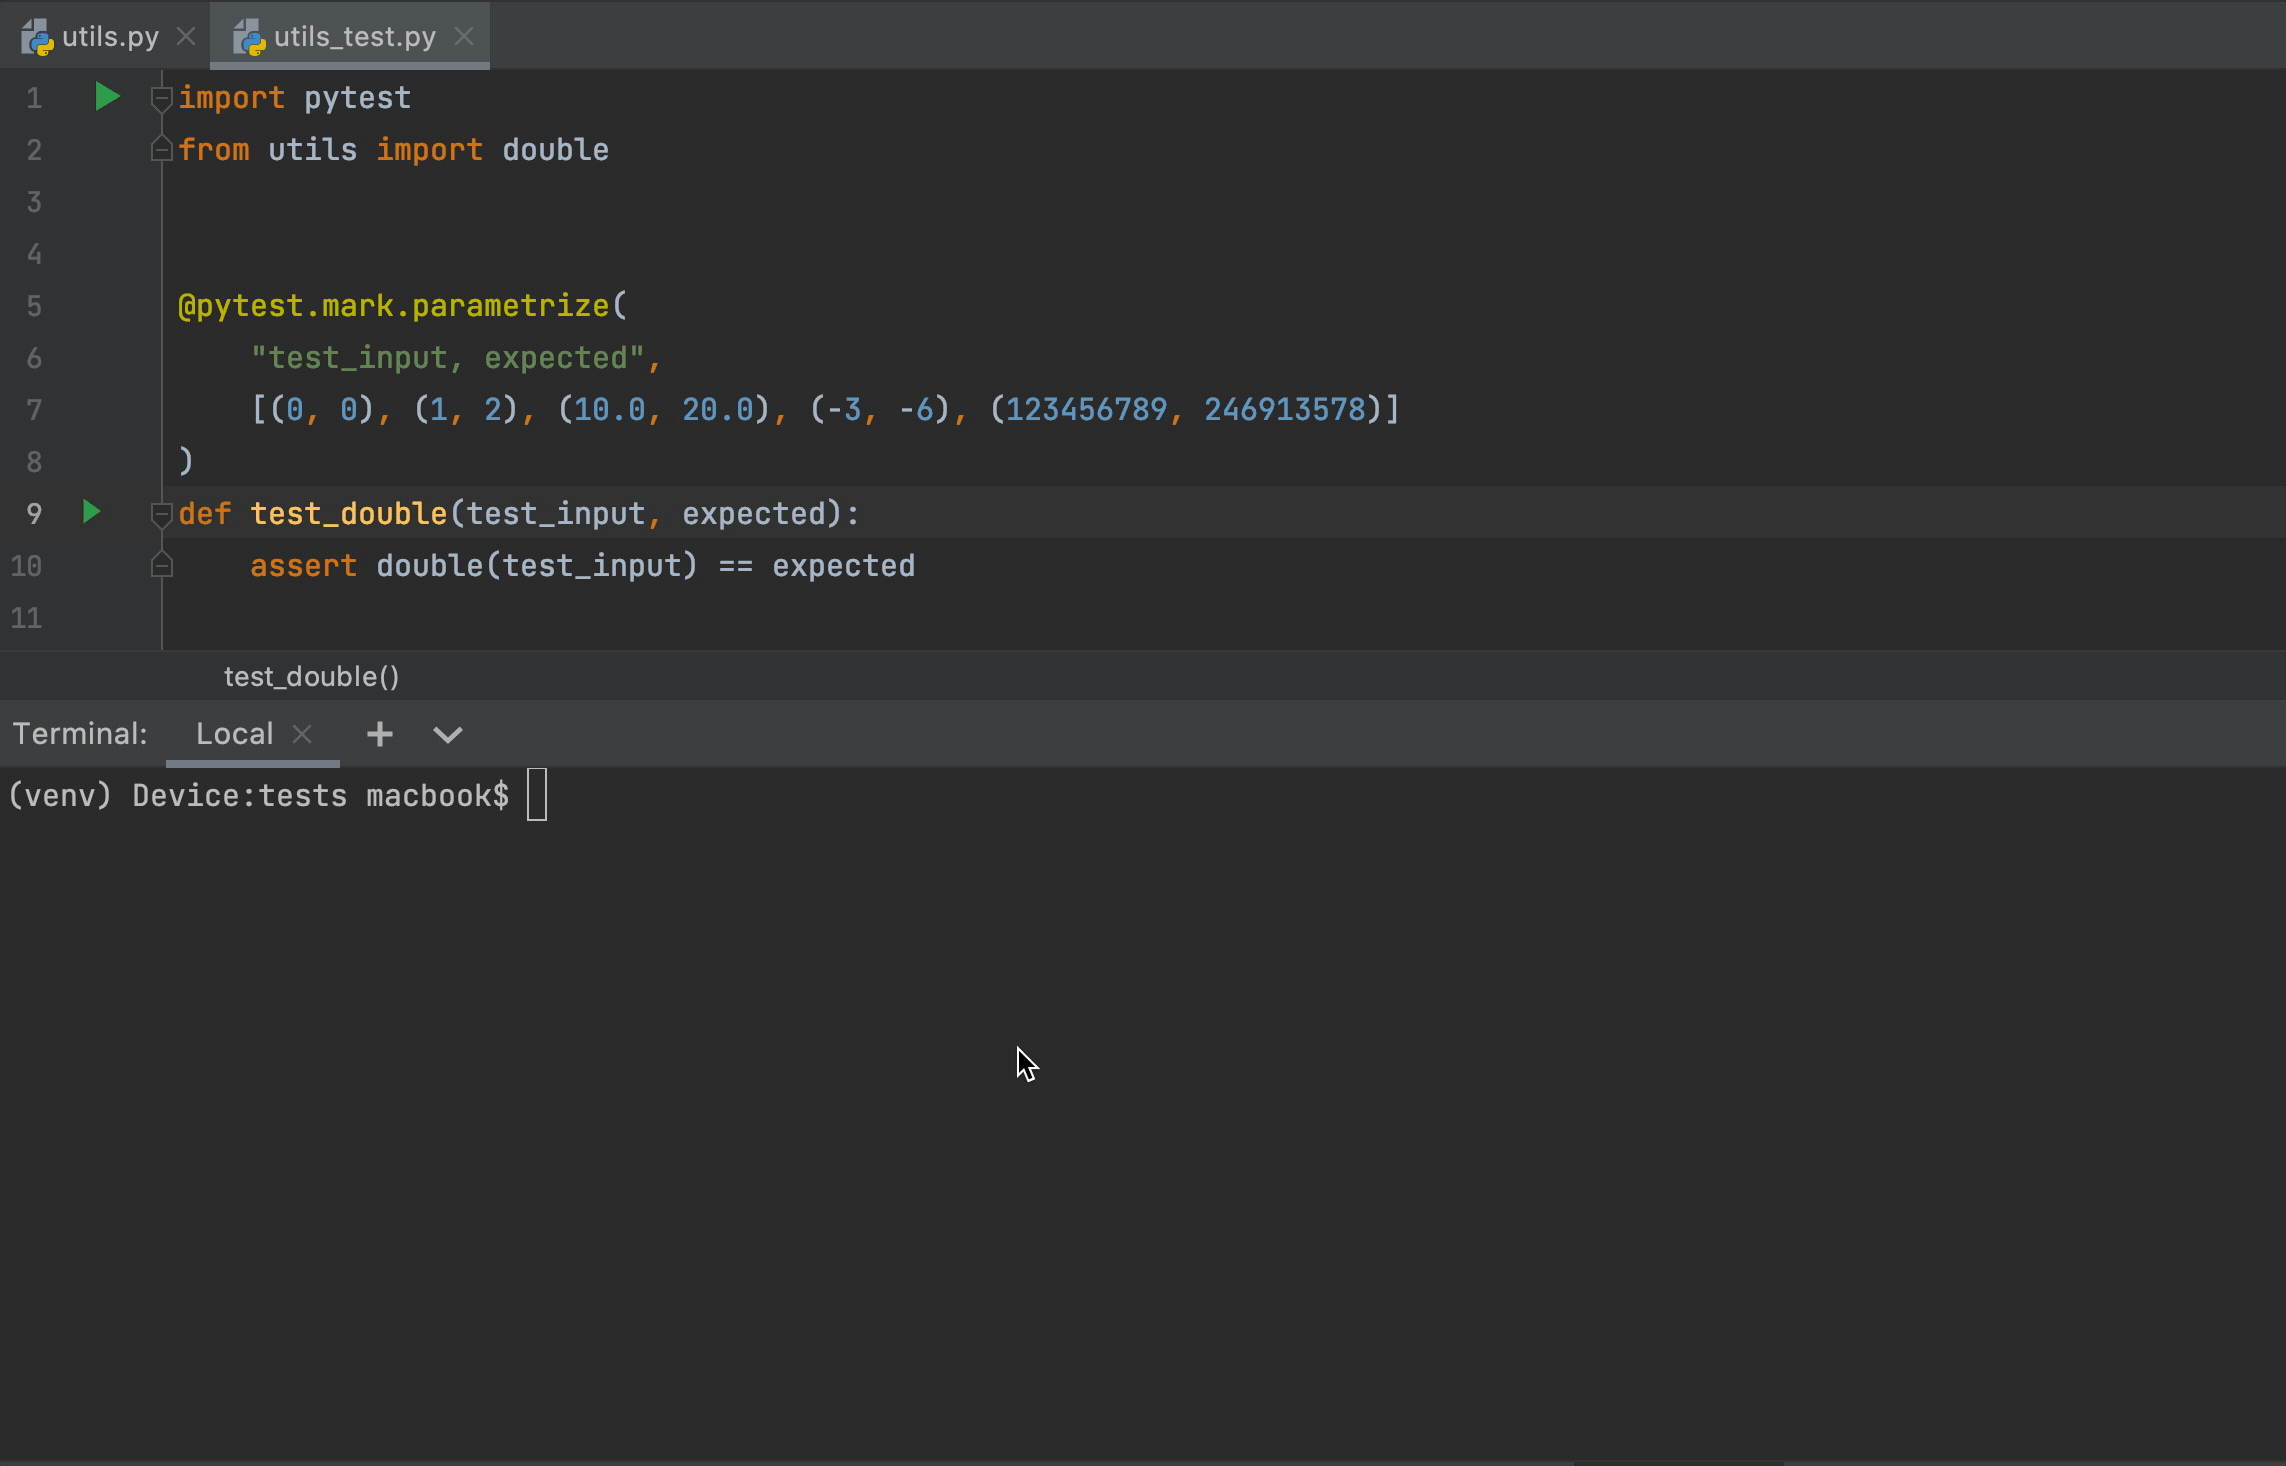 utils.py utils_test.py
1 import pytest
2 from utils import double
3
4
5 @pytest.mark.parametrize(
6     "test_input, expected",
7     [(0, 0), (1, 2), (10.0, 20.0), (-3, -6), (123456789, 246913578)]
8 )
9 def test_double(test_input, expected):
10     assert double(test_input) == expected
11
test_double()
Terminal: Local
(venv) Device:tests macbook$